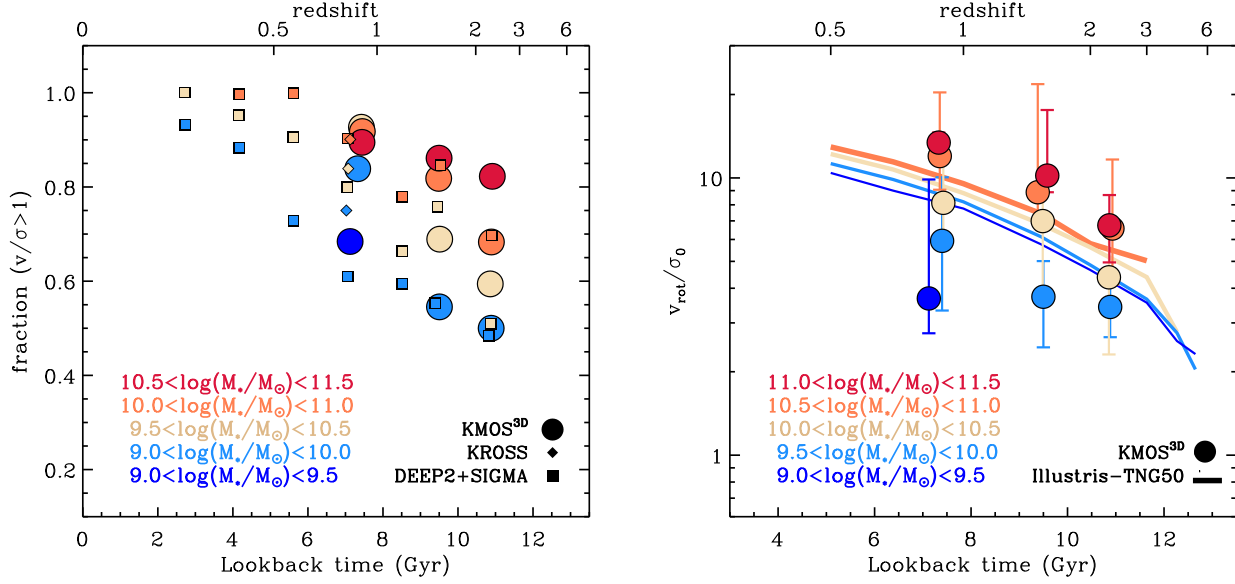 redshift
0 0.5 1 2 3 6
1.0
0.8
0.6
0.4
0.2
fraction (v/σ>1)
10.5<log(M*/M⊙)<11.5
10.0<log(M*/M⊙)<11.0
9.5<log(M*/M⊙)<10.5
9.0<log(M*/M⊙)<10.0
9.0<log(M*/M⊙)<9.5
KMOS3D
KROSS
DEEP2+SIGMA
0 2 4 6 8 10 12
Lookback time (Gyr)
redshift
0.5 1 2 3 6
10
1
vrot/σ0
11.0<log(M*/M⊙)<11.5
10.5<log(M*/M⊙)<11.0
10.0<log(M*/M⊙)<10.5
9.5<log(M*/M⊙)<10.0
9.0<log(M*/M⊙)<9.5
KMOS3D
Illustris-TNG50
4 6 8 10 12
Lookback time (Gyr)